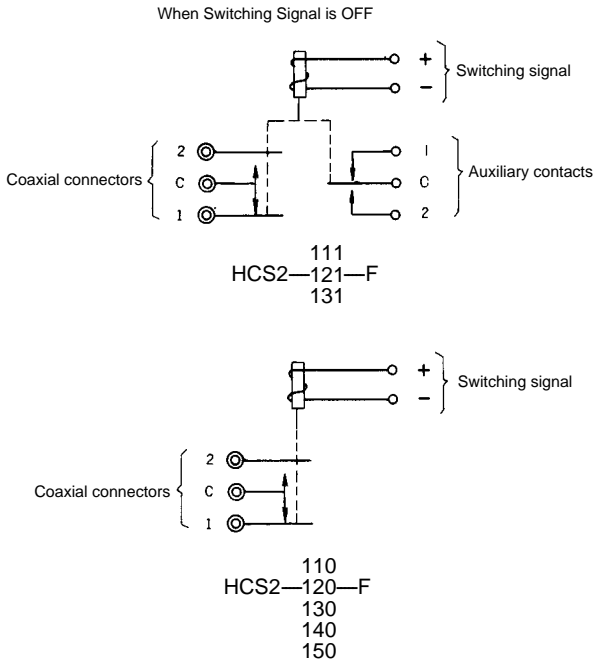 When Switching Signal is OFF
+
Switching signal
−
2
Coaxial connectors
C
1
1
Auxiliary contacts
C
2
111
HCS2—121—F
131
+
Switching signal
−
2
Coaxial connectors
C
1
110
HCS2—120—F
130
140
150